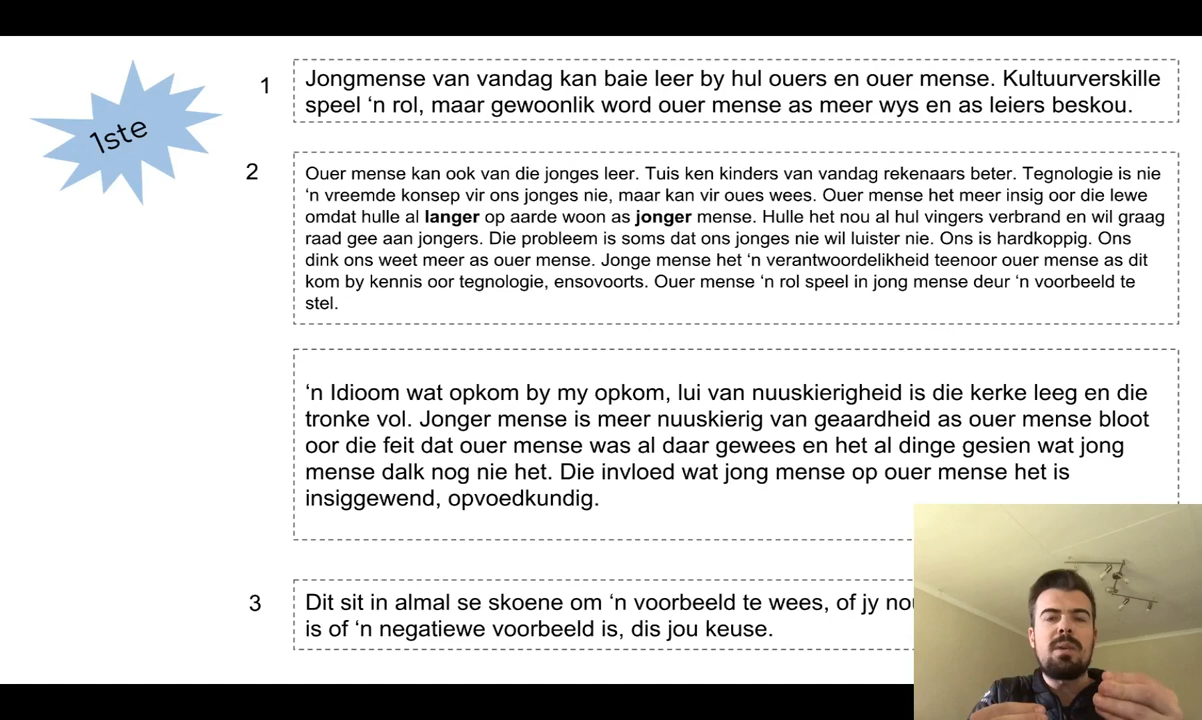 1ste
1
Jongmense van vandag kan baie leer by hul ouers en ouer mense. Kultuurverskille
speel ‘n rol, maar gewoonlik word ouer mense as meer wys en as leiers beskou.
2
Ouer mense kan ook van die jonges leer. Tuis ken kinders van vandag rekenaars beter. Tegnologie is nie
‘n vreemde konsep vir ons jonges nie, maar kan vir oues wees. Ouer mense het meer insig oor die lewe
omdat hulle al langer op aarde woon as jonger mense. Hulle het nou al hul vingers verbrand en wil graag
raad gee aan jongers. Die probleem is soms dat ons jonges nie wil luister nie. Ons is hardkoppig. Ons
dink ons weet meer as ouer mense. Jonge mense het ‘n verantwoordelikheid teenoor ouer mense as dit
kom by kennis oor tegnologie, ensovoorts. Ouer mense ‘n rol speel in jong mense deur ‘n voorbeeld te
stel.
‘n Idioom wat opkom by my opkom, lui van nuuskierigheid is die kerke leeg en die
tronke vol. Jonger mense is meer nuuskierig van geaardheid as ouer mense bloot
oor die feit dat ouer mense was al daar gewees en het al dinge gesien wat jong
mense dalk nog nie het. Die invloed wat jong mense op ouer mense het is
insiggewend, opvoedkundig.
3
Dit sit in almal se skoene om ‘n voorbeeld te wees, of jy
is of ‘n negatiewe voorbeeld is, dis jou keuse.